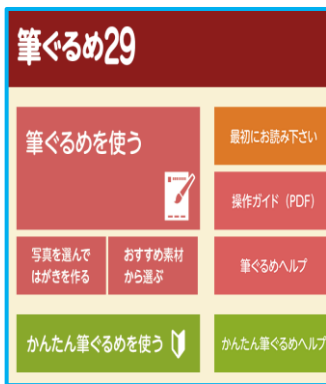 筆ぐるめ29
筆ぐるめを使う
最初にお読み下さい
操作ガイド（PDF）
写真を選んで
はがきを作る
おすすめ素材
から選ぶ
筆ぐるめヘルプ
かんたん筆ぐるめを使う
かんたん筆ぐるめヘルプ